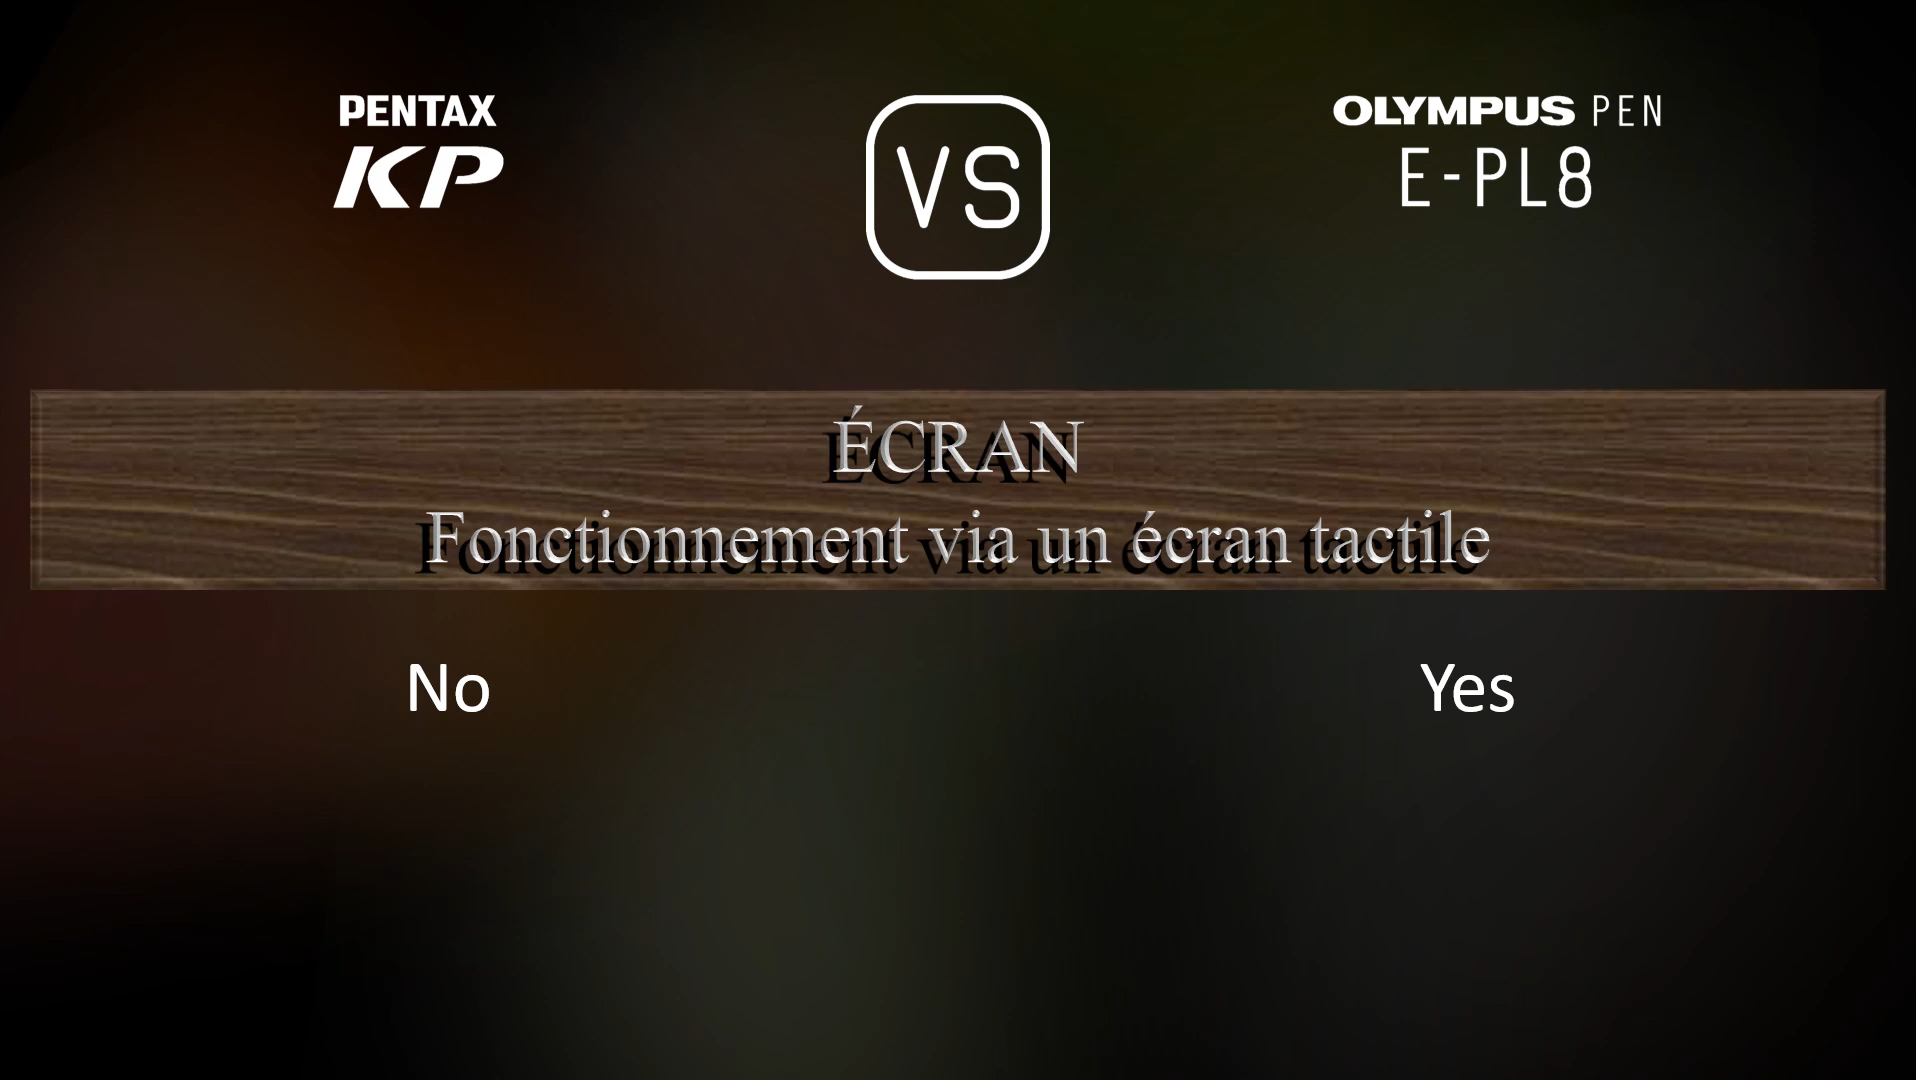 PENTAX
KP
VS
OLYMPUS PEN
E-PL8
ÉCRAN
Fonctionnement via un écran tactile
No
Yes